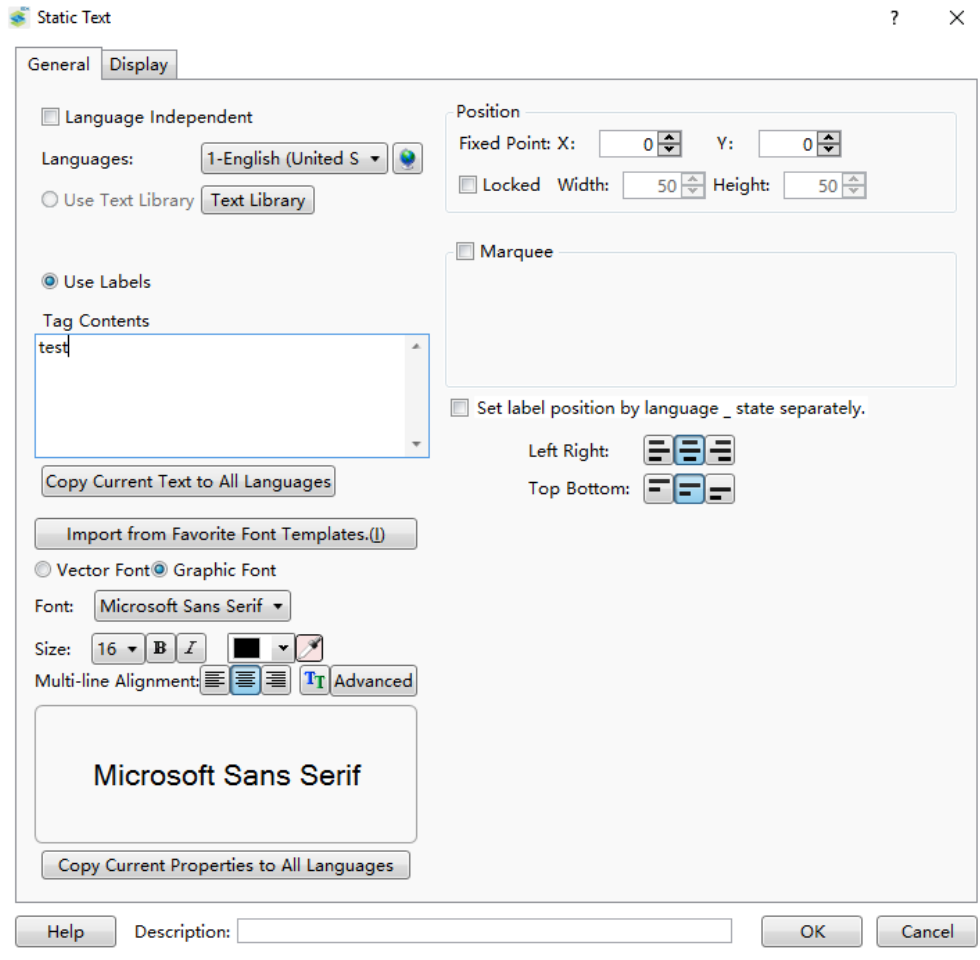 Static Text
?
General
Display
Language Independent
Languages:
1-English (United S
Use Text Library
Text Library
Use Labels
Tag Contents
test
Copy Current Text to All Languages
Import from Favorite Font Templates.(I)
Vector Font
Graphic Font
Font:
Microsoft Sans Serif
Size:
16
B
I
Multi-line Alignment:
TT
Advanced
Microsoft Sans Serif
Copy Current Properties to All Languages
Position
Fixed Point: X:
0
Y:
0
Locked
Width:
50
Height:
50
Marquee
Set label position by language _ state separately.
Left Right:
Top Bottom:
Help
Description:
OK
Cancel